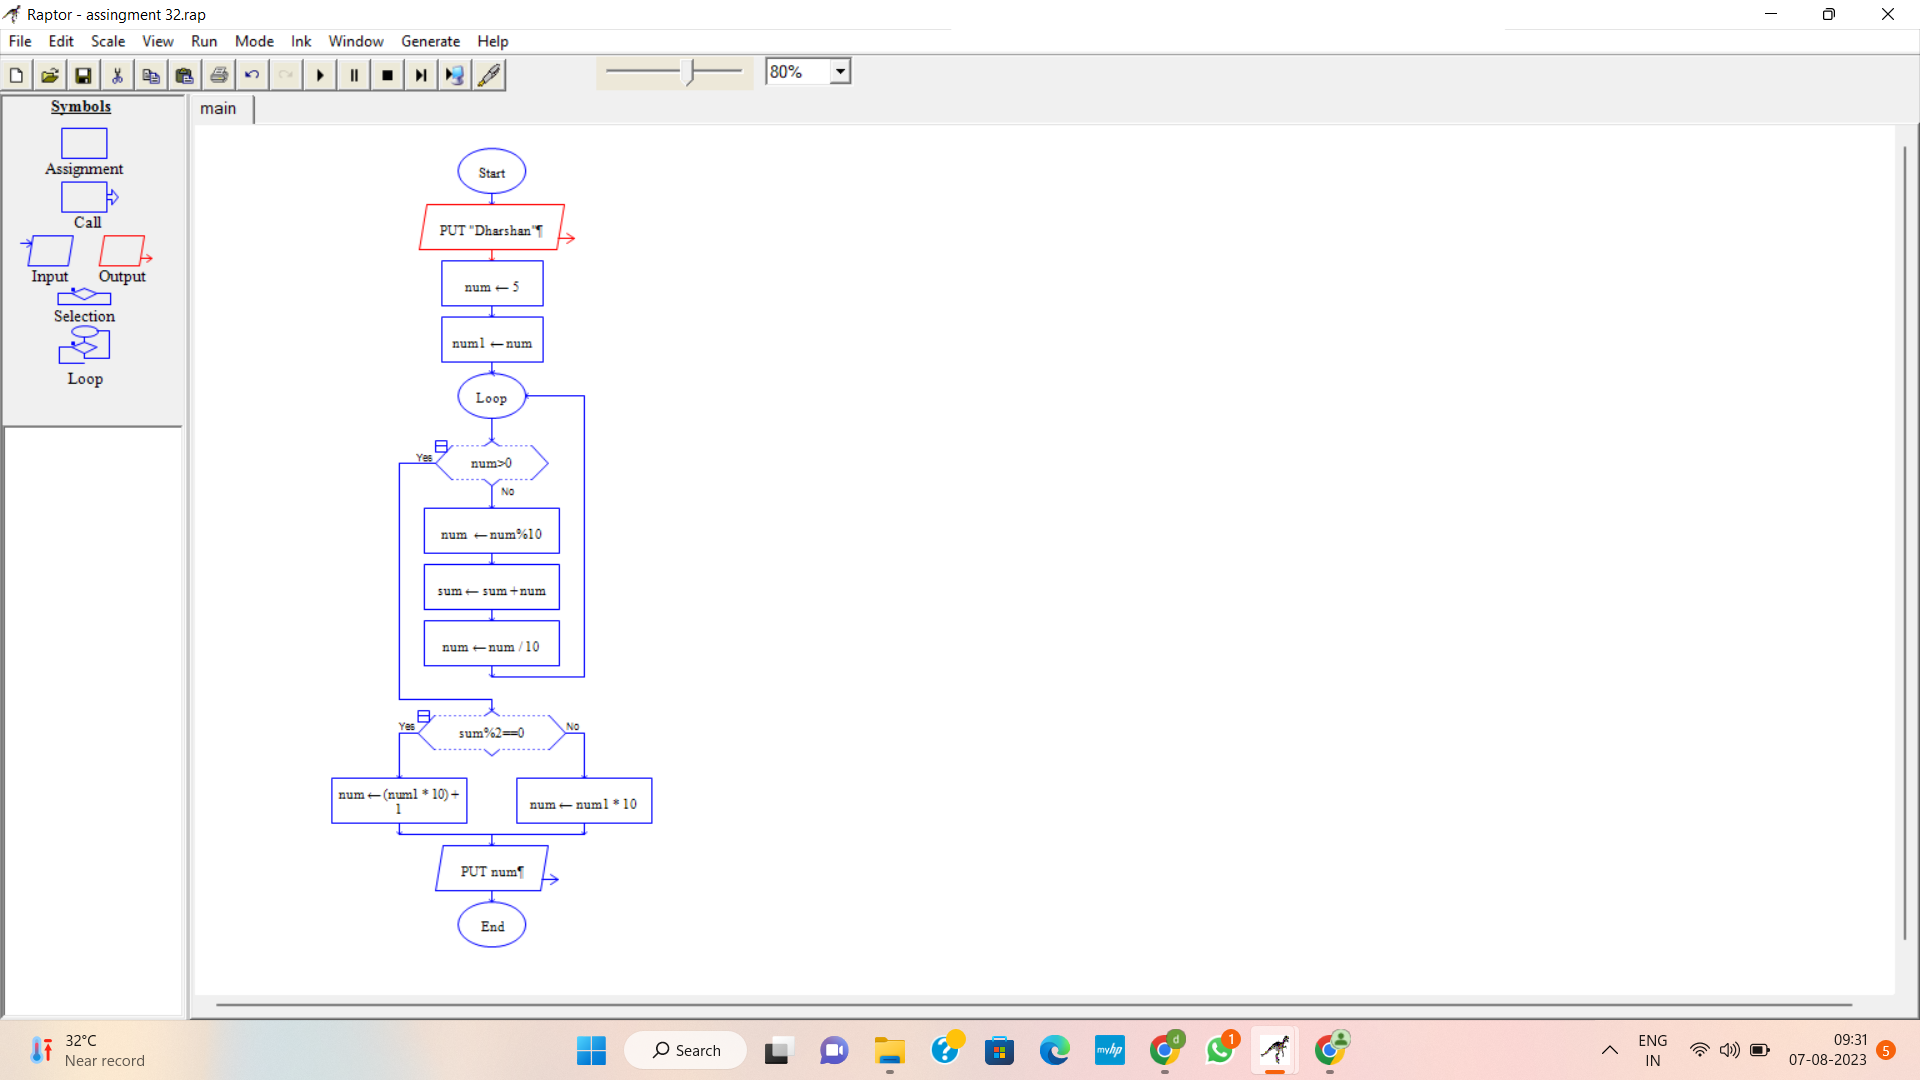 Raptor - assingment 32.rap
File Edit Scale View Run Mode Ink Window Generate Help
80%
Symbols
Assignment
Call
Input Output
Selection
Loop
main
Start
PUT "Dharshan"¶
num ← 5
num1 ← num
Loop
Yes
num>0
No
num ← num%10
sum ← sum+num
num ← num / 10
Yes
sum%2==0
No
num ← (num1 * 10) +
1
num ← num1 * 10
PUT num¶
End
32°C
Near record
Search
myhp
d
1
ENG
IN
09:31
07-08-2023
5